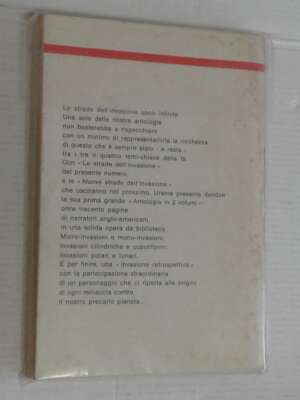 Le strade dell'invasione sono infinite.
Una sola delle nostre antologie
non basterebbe a rispecchiare
con un minimo di rappresentatività la ricchezza
di questo che è sempre stato e resta
fra i tre o quattro temi-chiave della fs
Con « Le strade dell'invasione »
del presente numero,
e le « Nuove strade dell'invasione »
che usciranno nel prossimo, Urania presenta dunque
la sua prima grande « Antologia in 2 volumi »:
oltre trecento pagine
di narratori anglo-americani,
in una solida opera da biblioteca.
Micro-invasioni e mono-invasioni;
invasioni cilindriche e cupoliformi;
invasioni polari e lunari.
E per finire, una « invasione retrospettiva »
con la partecipazione straordinaria
di un personaggio che ci riporta alle origini
di ogni minaccia contro
il nostro precario pianeta...